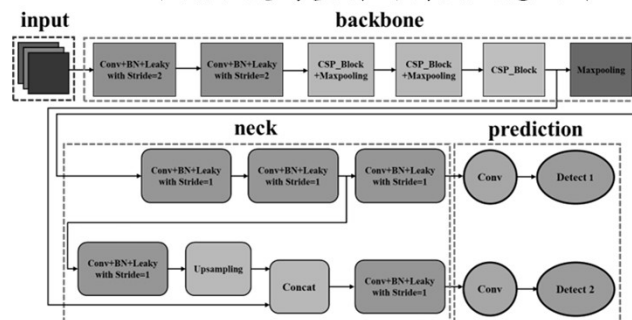 input
backbone
Conv+BN+Leaky
with Stride=2
Conv+BN+Leaky
with Stride=2
CSP_Block
+Maxpooling
CSP_Block
+Maxpooling
CSP_Block
Maxpooling
neck
prediction
Conv+BN+Leaky
with Stride=1
Conv+BN+Leaky
with Stride=1
Conv+BN+Leaky
with Stride=1
Conv
Detect 1
Conv+BN+Leaky
with Stride=1
Upsampling
Concat
Conv+BN+Leaky
with Stride=1
Conv
Detect 2